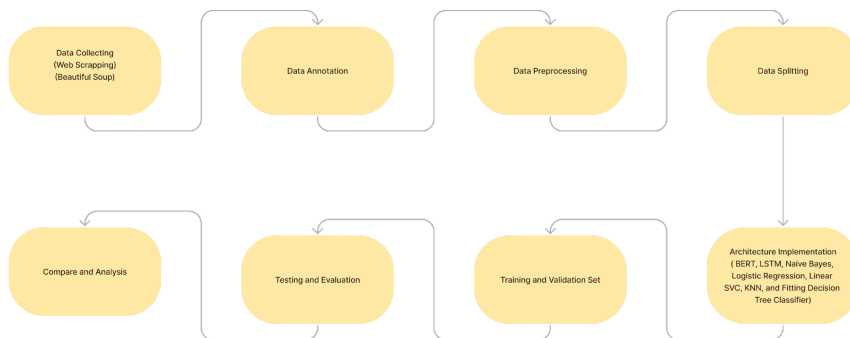 Data Collecting
(Web Scrapping)
(Beautiful Soup)
Data Annotation
Data Preprocessing
Data Splitting
Architecture Implementation
( BERT, LSTM, Naive Bayes,
Logistic Regression, Linear
SVC, KNN, and Fitting Decision
Tree Classifier)
Training and Validation Set
Testing and Evaluation
Compare and Analysis